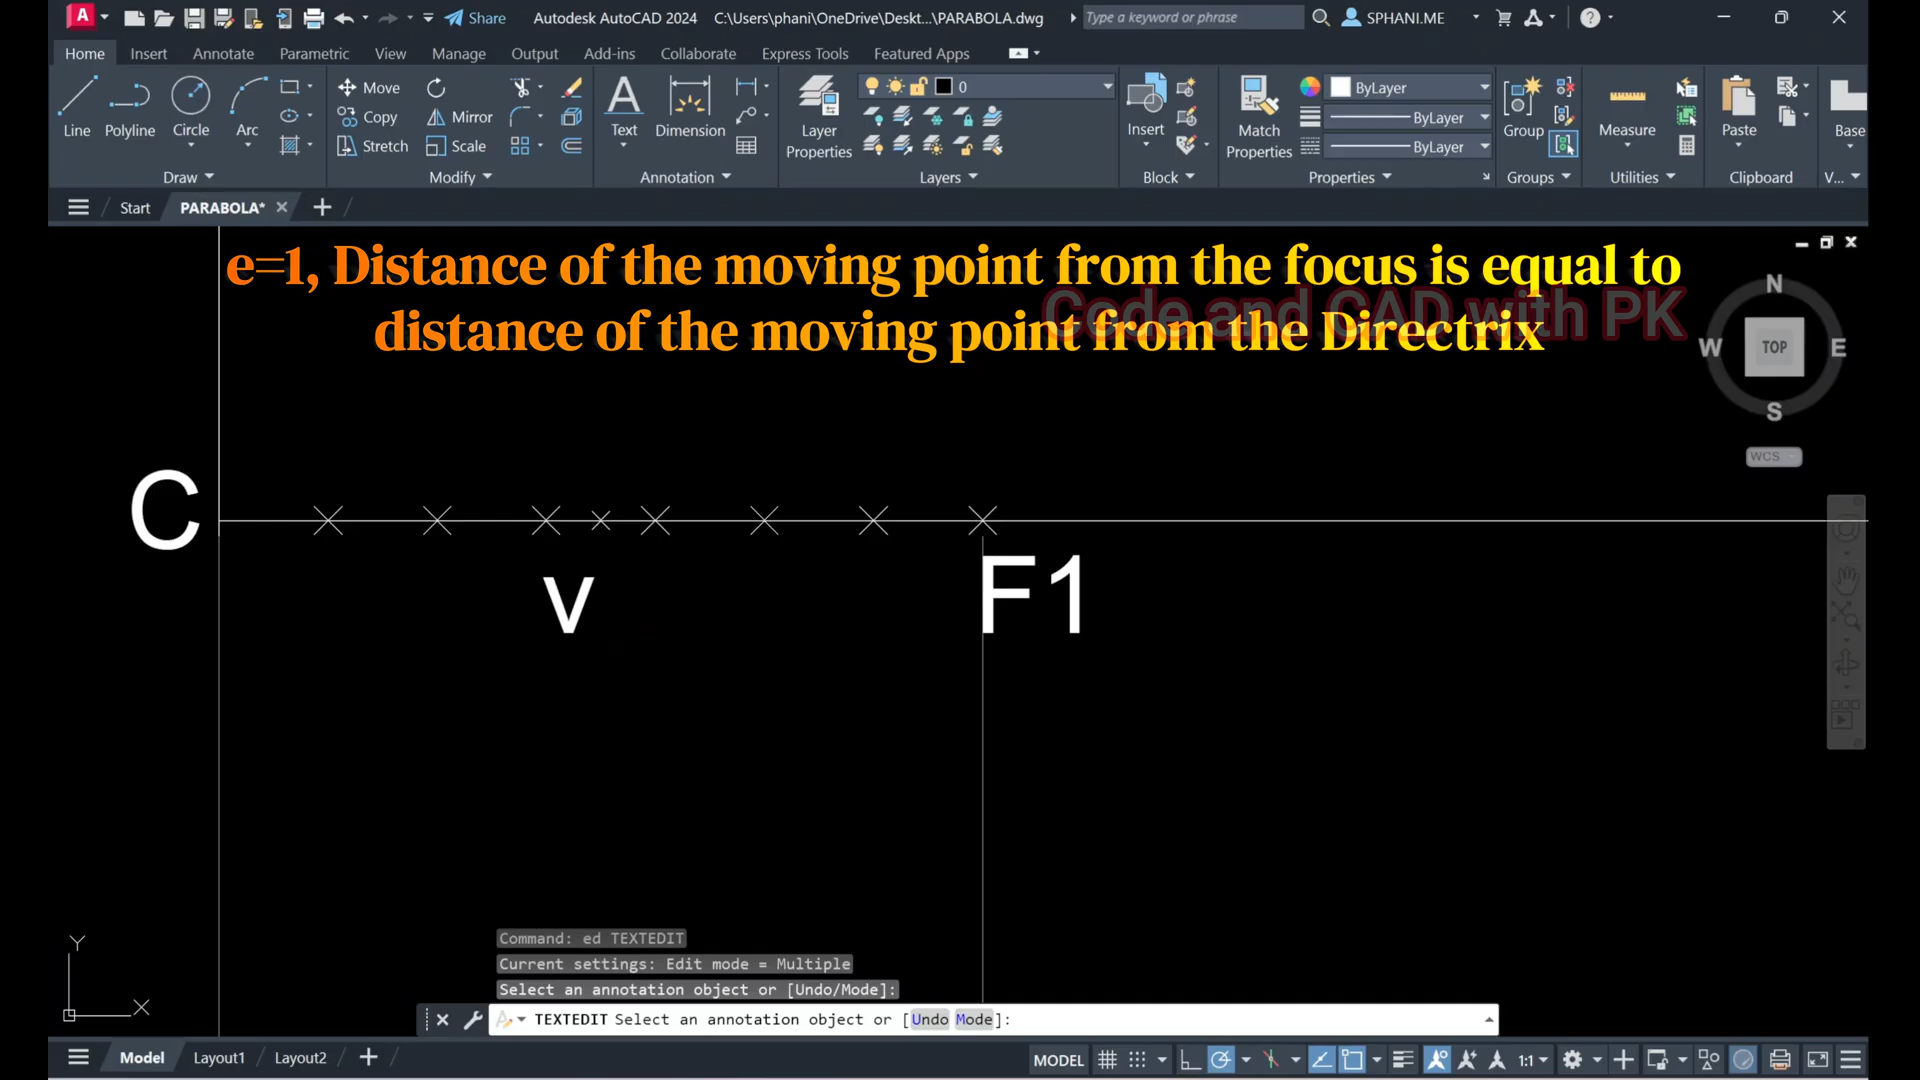 Share Autodesk AutoCAD 2024 C:\Users\phani\OneDrive\Deskt...\PARABOLA.dwg Type a keyword or phrase SPHANI.ME
Home Insert Annotate Parametric View Manage Output Add-ins Collaborate Express Tools Featured Apps
Line Polyline Circle Arc
Move
Copy Mirror
Stretch Scale
Text Dimension
Layer Properties
0
Insert
Match Properties
ByLayer
ByLayer
ByLayer
Group Measure Paste Base
Draw Modify Annotation Layers Block Properties Groups Utilities Clipboard V...
Start PARABOLA*
e=1, Distance of the moving point from the focus is equal to
distance of the moving point from the Directrix
Code and CAD with PK
N
W TOP E
S
WCS
C
v F1
Y
X
Command: ed TEXTEDIT
Current settings: Edit mode = Multiple
Select an annotation object or [Undo/Mode]:
TEXTEDIT Select an annotation object or [Undo Mode]:
Model Layout1 Layout2 MODEL 1:1